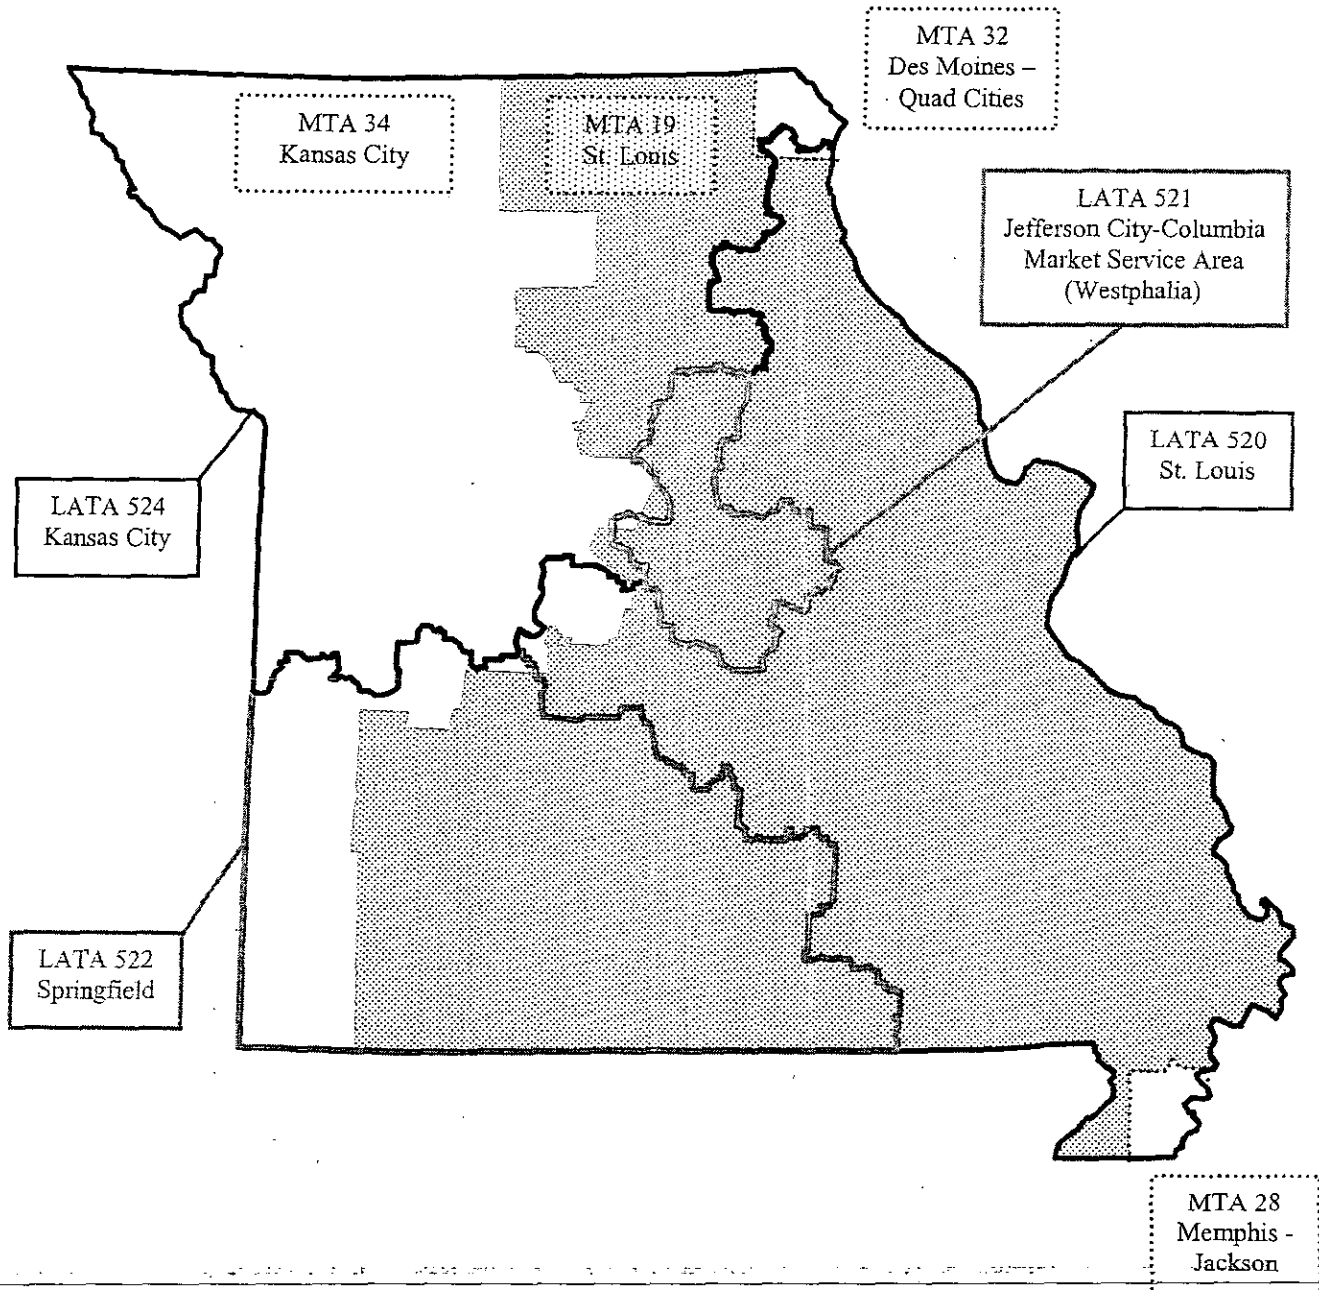 MTA 32
Des Moines –
Quad Cities
MTA 34
Kansas City
MTA 19
St. Louis
LATA 521
Jefferson City-Columbia
Market Service Area
(Westphalia)
LATA 520
St. Louis
LATA 524
Kansas City
LATA 522
Springfield
MTA 28
Memphis -
Jackson